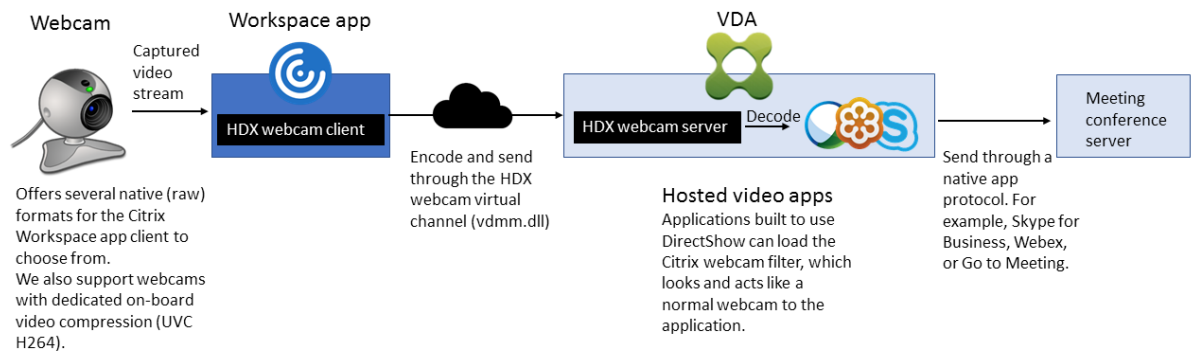 Webcam
Captured
video
stream
Offers several native (raw)
formats for the Citrix
Workspace app client to
choose from.
We also support webcams
with dedicated on-board
video compression (UVC
H264).
Workspace app
HDX webcam client
Encode and send
through the HDX
webcam virtual
channel (vdmm.dll)
VDA
HDX webcam server
Decode
S
Hosted video apps
Applications built to use
DirectShow can load the
Citrix webcam filter, which
looks and acts like a
normal webcam to the
application.
Send through a
native app
protocol. For
example, Skype for
Business, Webex,
or Go to Meeting.
Meeting
conference
server